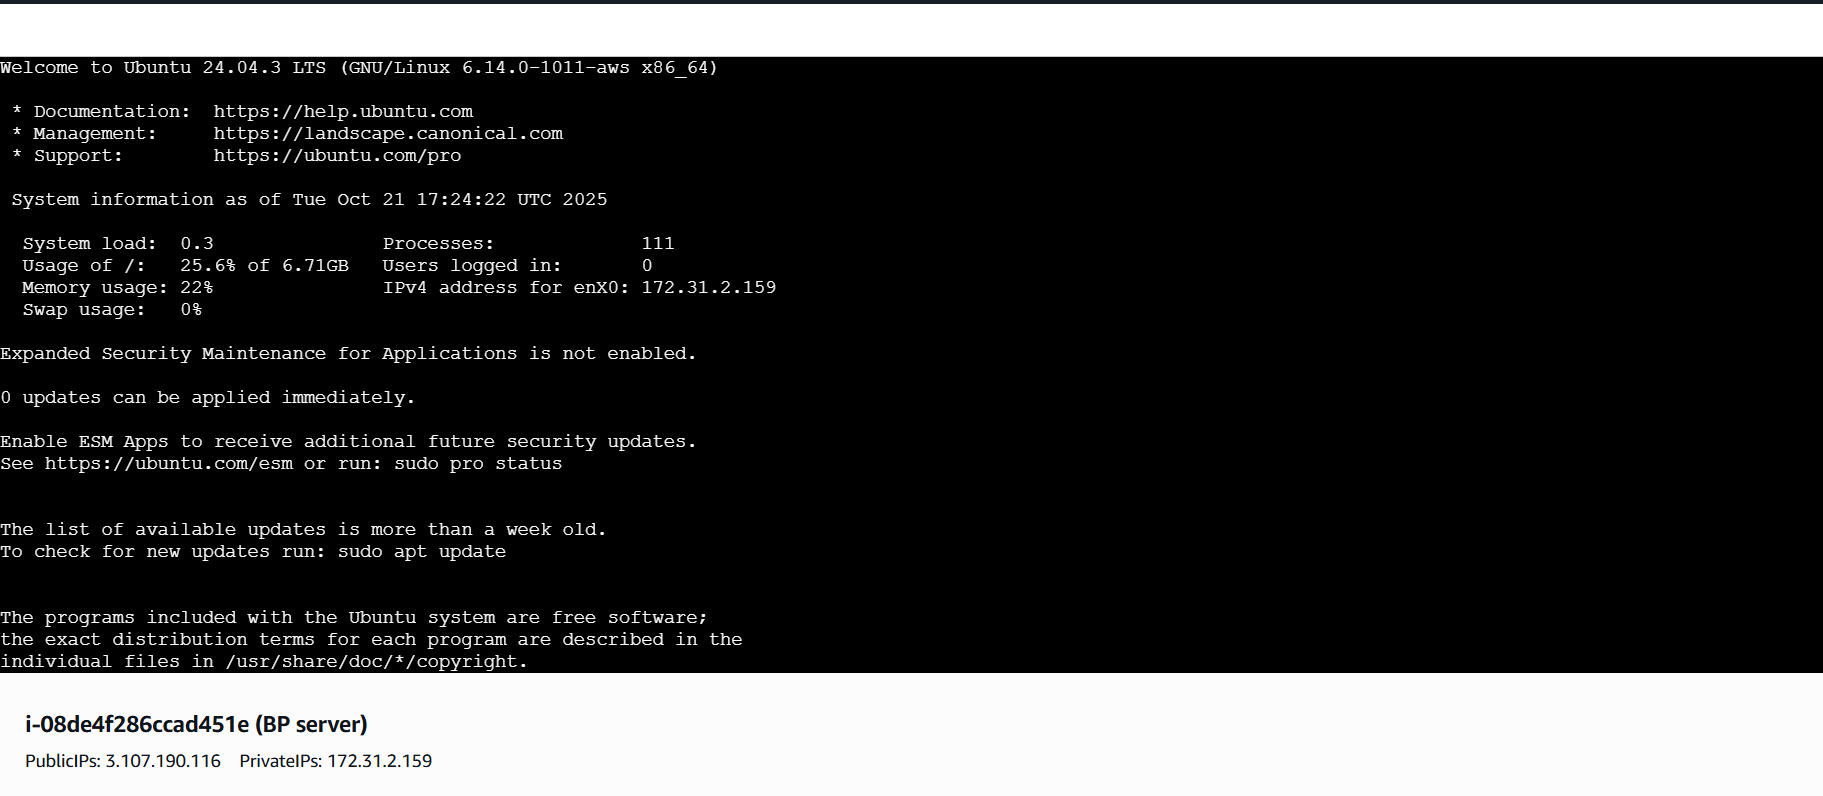 Welcome to Ubuntu 24.04.3 LTS (GNU/Linux 6.14.0-1011-aws x86_64)
* Documentation: https://help.ubuntu.com
* Management: https://landscape.canonical.com
* Support: https://ubuntu.com/pro
System information as of Tue Oct 21 17:24:22 UTC 2025
System load: 0.3 Processes: 111
Usage of /: 25.6% of 6.71GB Users logged in: 0
Memory usage: 22% IPv4 address for enX0: 172.31.2.159
Swap usage: 0%
Expanded Security Maintenance for Applications is not enabled.
0 updates can be applied immediately.
Enable ESM Apps to receive additional future security updates.
See https://ubuntu.com/esm or run: sudo pro status
The list of available updates is more than a week old.
To check for new updates run: sudo apt update
The programs included with the Ubuntu system are free software;
the exact distribution terms for each program are described in the
individual files in /usr/share/doc/*/copyright.
i-08de4f286ccad451e (BP server)
PublicIPs: 3.107.190.116 PrivateIPs: 172.31.2.159